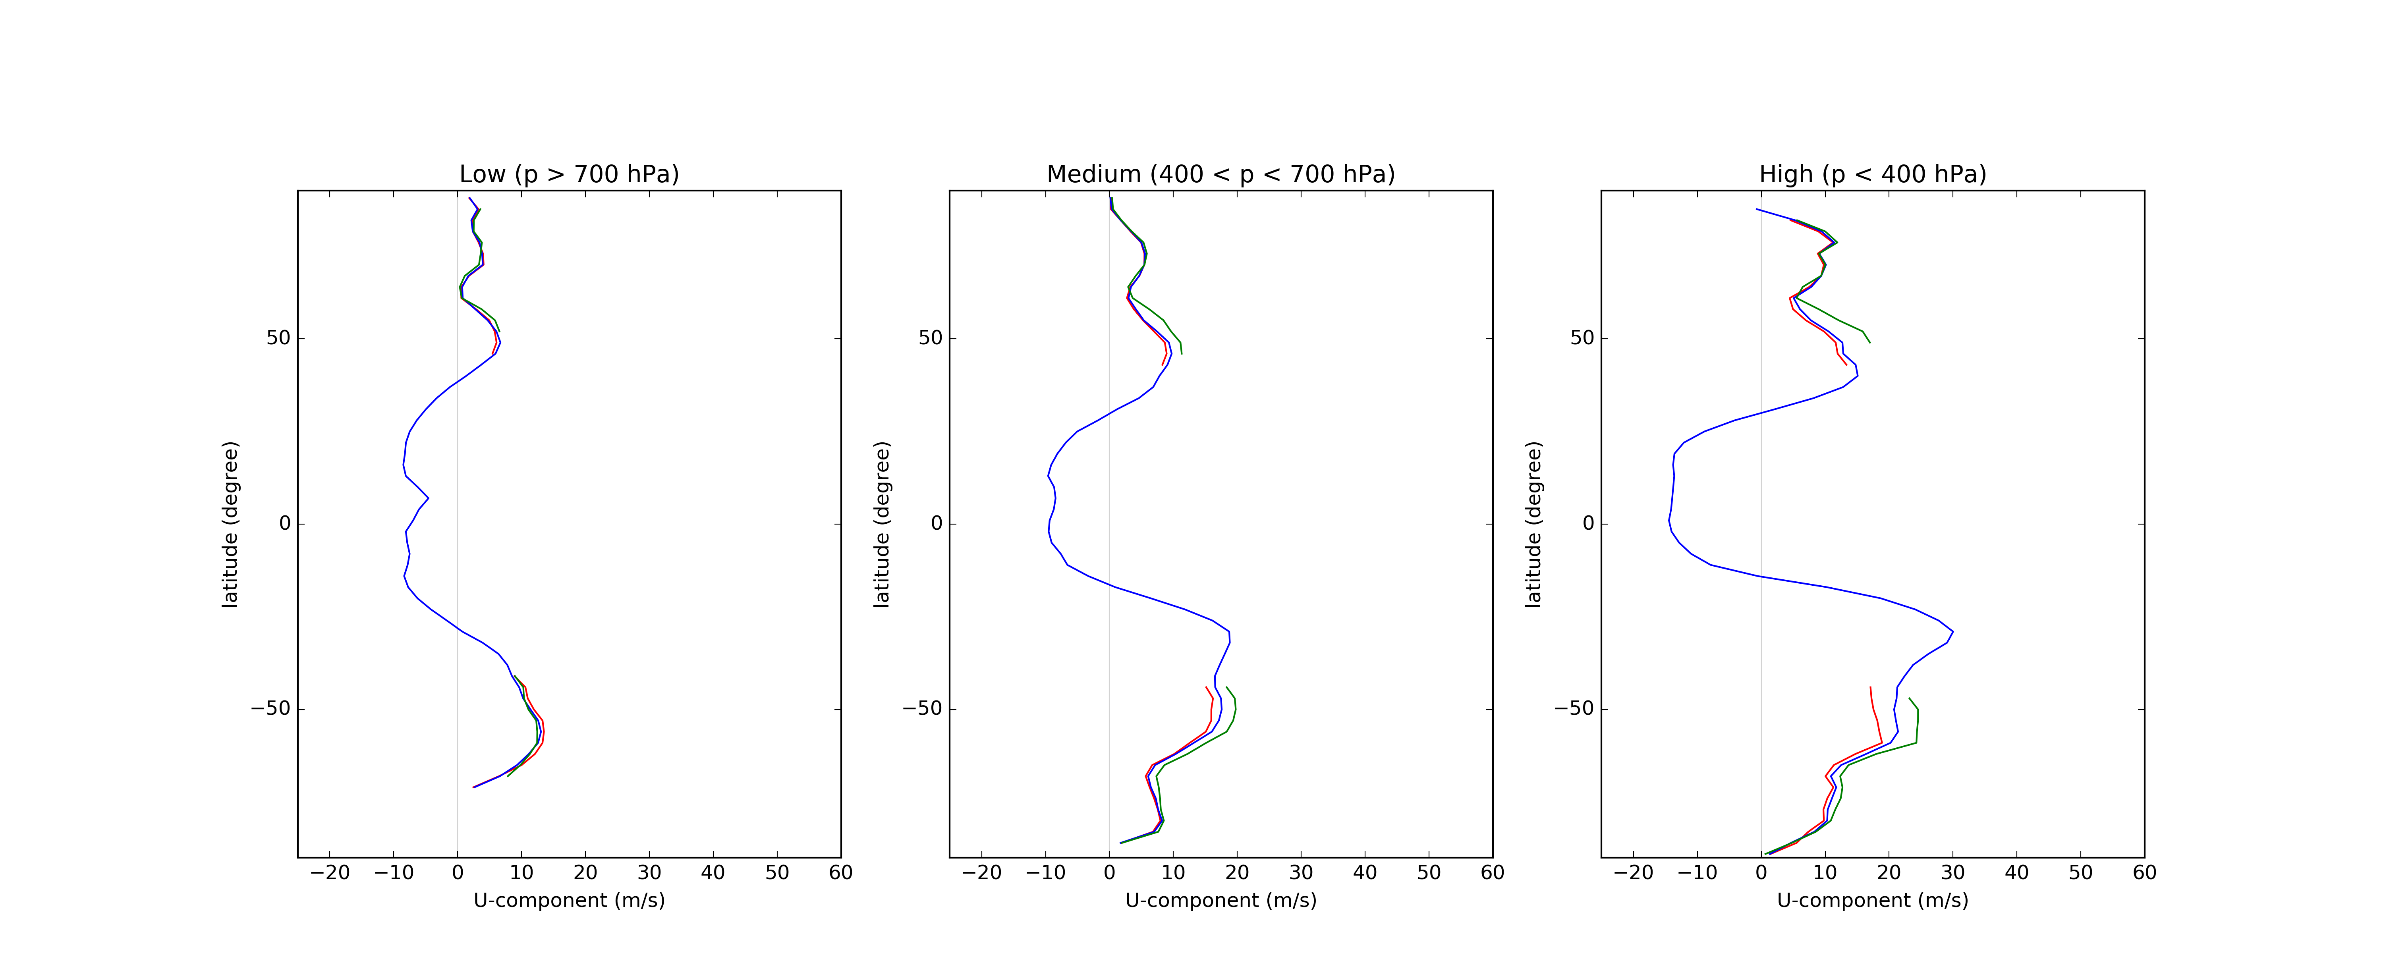 Low (p > 700 hPa)
50
0
−50
latitude (degree)
−20 −10 0 10 20 30 40 50 60
U-component (m/s)
Medium (400 < p < 700 hPa)
50
0
−50
latitude (degree)
−20 −10 0 10 20 30 40 50 60
U-component (m/s)
High (p < 400 hPa)
50
0
−50
latitude (degree)
−20 −10 0 10 20 30 40 50 60
U-component (m/s)